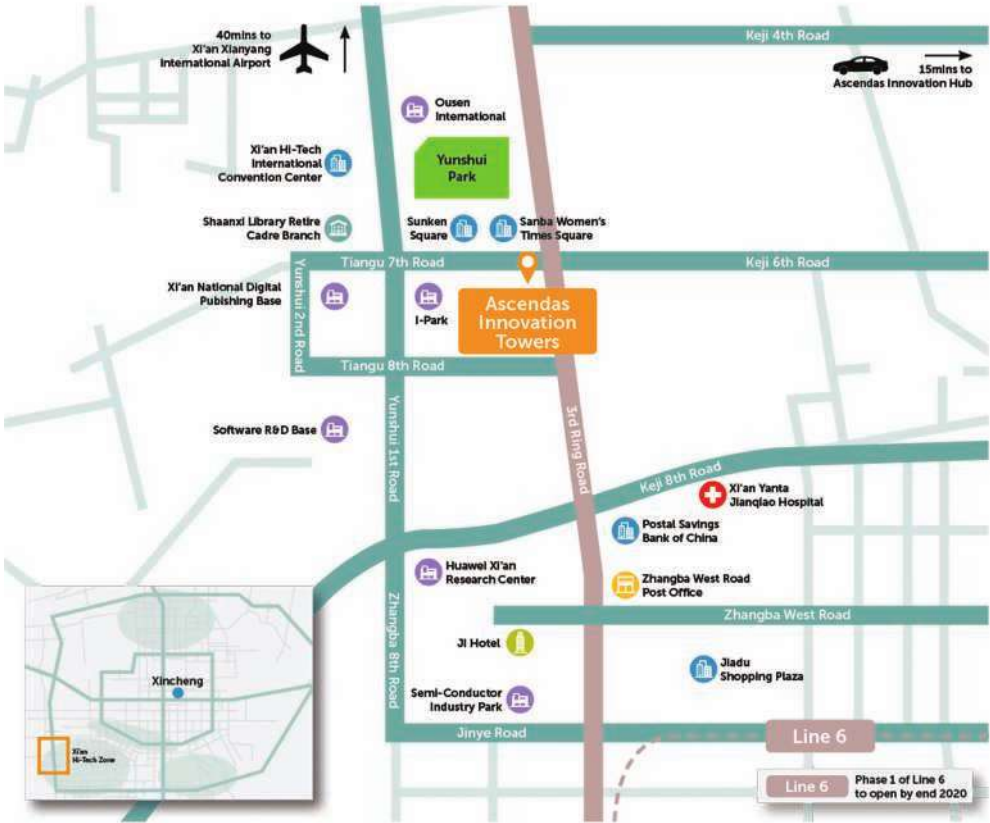 40mins to
Xi'an Xianyang
International Airport
Keji 4th Road
15mins to
Ascendas Innovation Hub
Ousen
International
Xi'an Hi-Tech
International
Convention Center
Yunshui
Park
Shaanxi Library Retire
Cadre Branch
Sunken
Square
Sanba Women's
Times Square
Tiangu 7th Road
Keji 6th Road
Yunshui 2nd Road
Xi'an National Digital
Pubishing Base
I-Park
Ascendas
Innovation
Towers
Tiangu 8th Road
Yunshui 1st Road
3rd Ring Road
Software R&D Base
Keji 8th Road
Xi'an Yanta
Jianqiao Hospital
Postal Savings
Bank of China
Huawei Xi'an
Research Center
Zhangba West Road
Post Office
Zhangba 8th Road
Zhangba West Road
JI Hotel
Jiadu
Shopping Plaza
Semi-Conductor
Industry Park
Jinye Road
Line 6
Line 6
Phase 1 of Line 6
to open by end 2020
Xincheng
Xi'an
Hi-Tech Zone